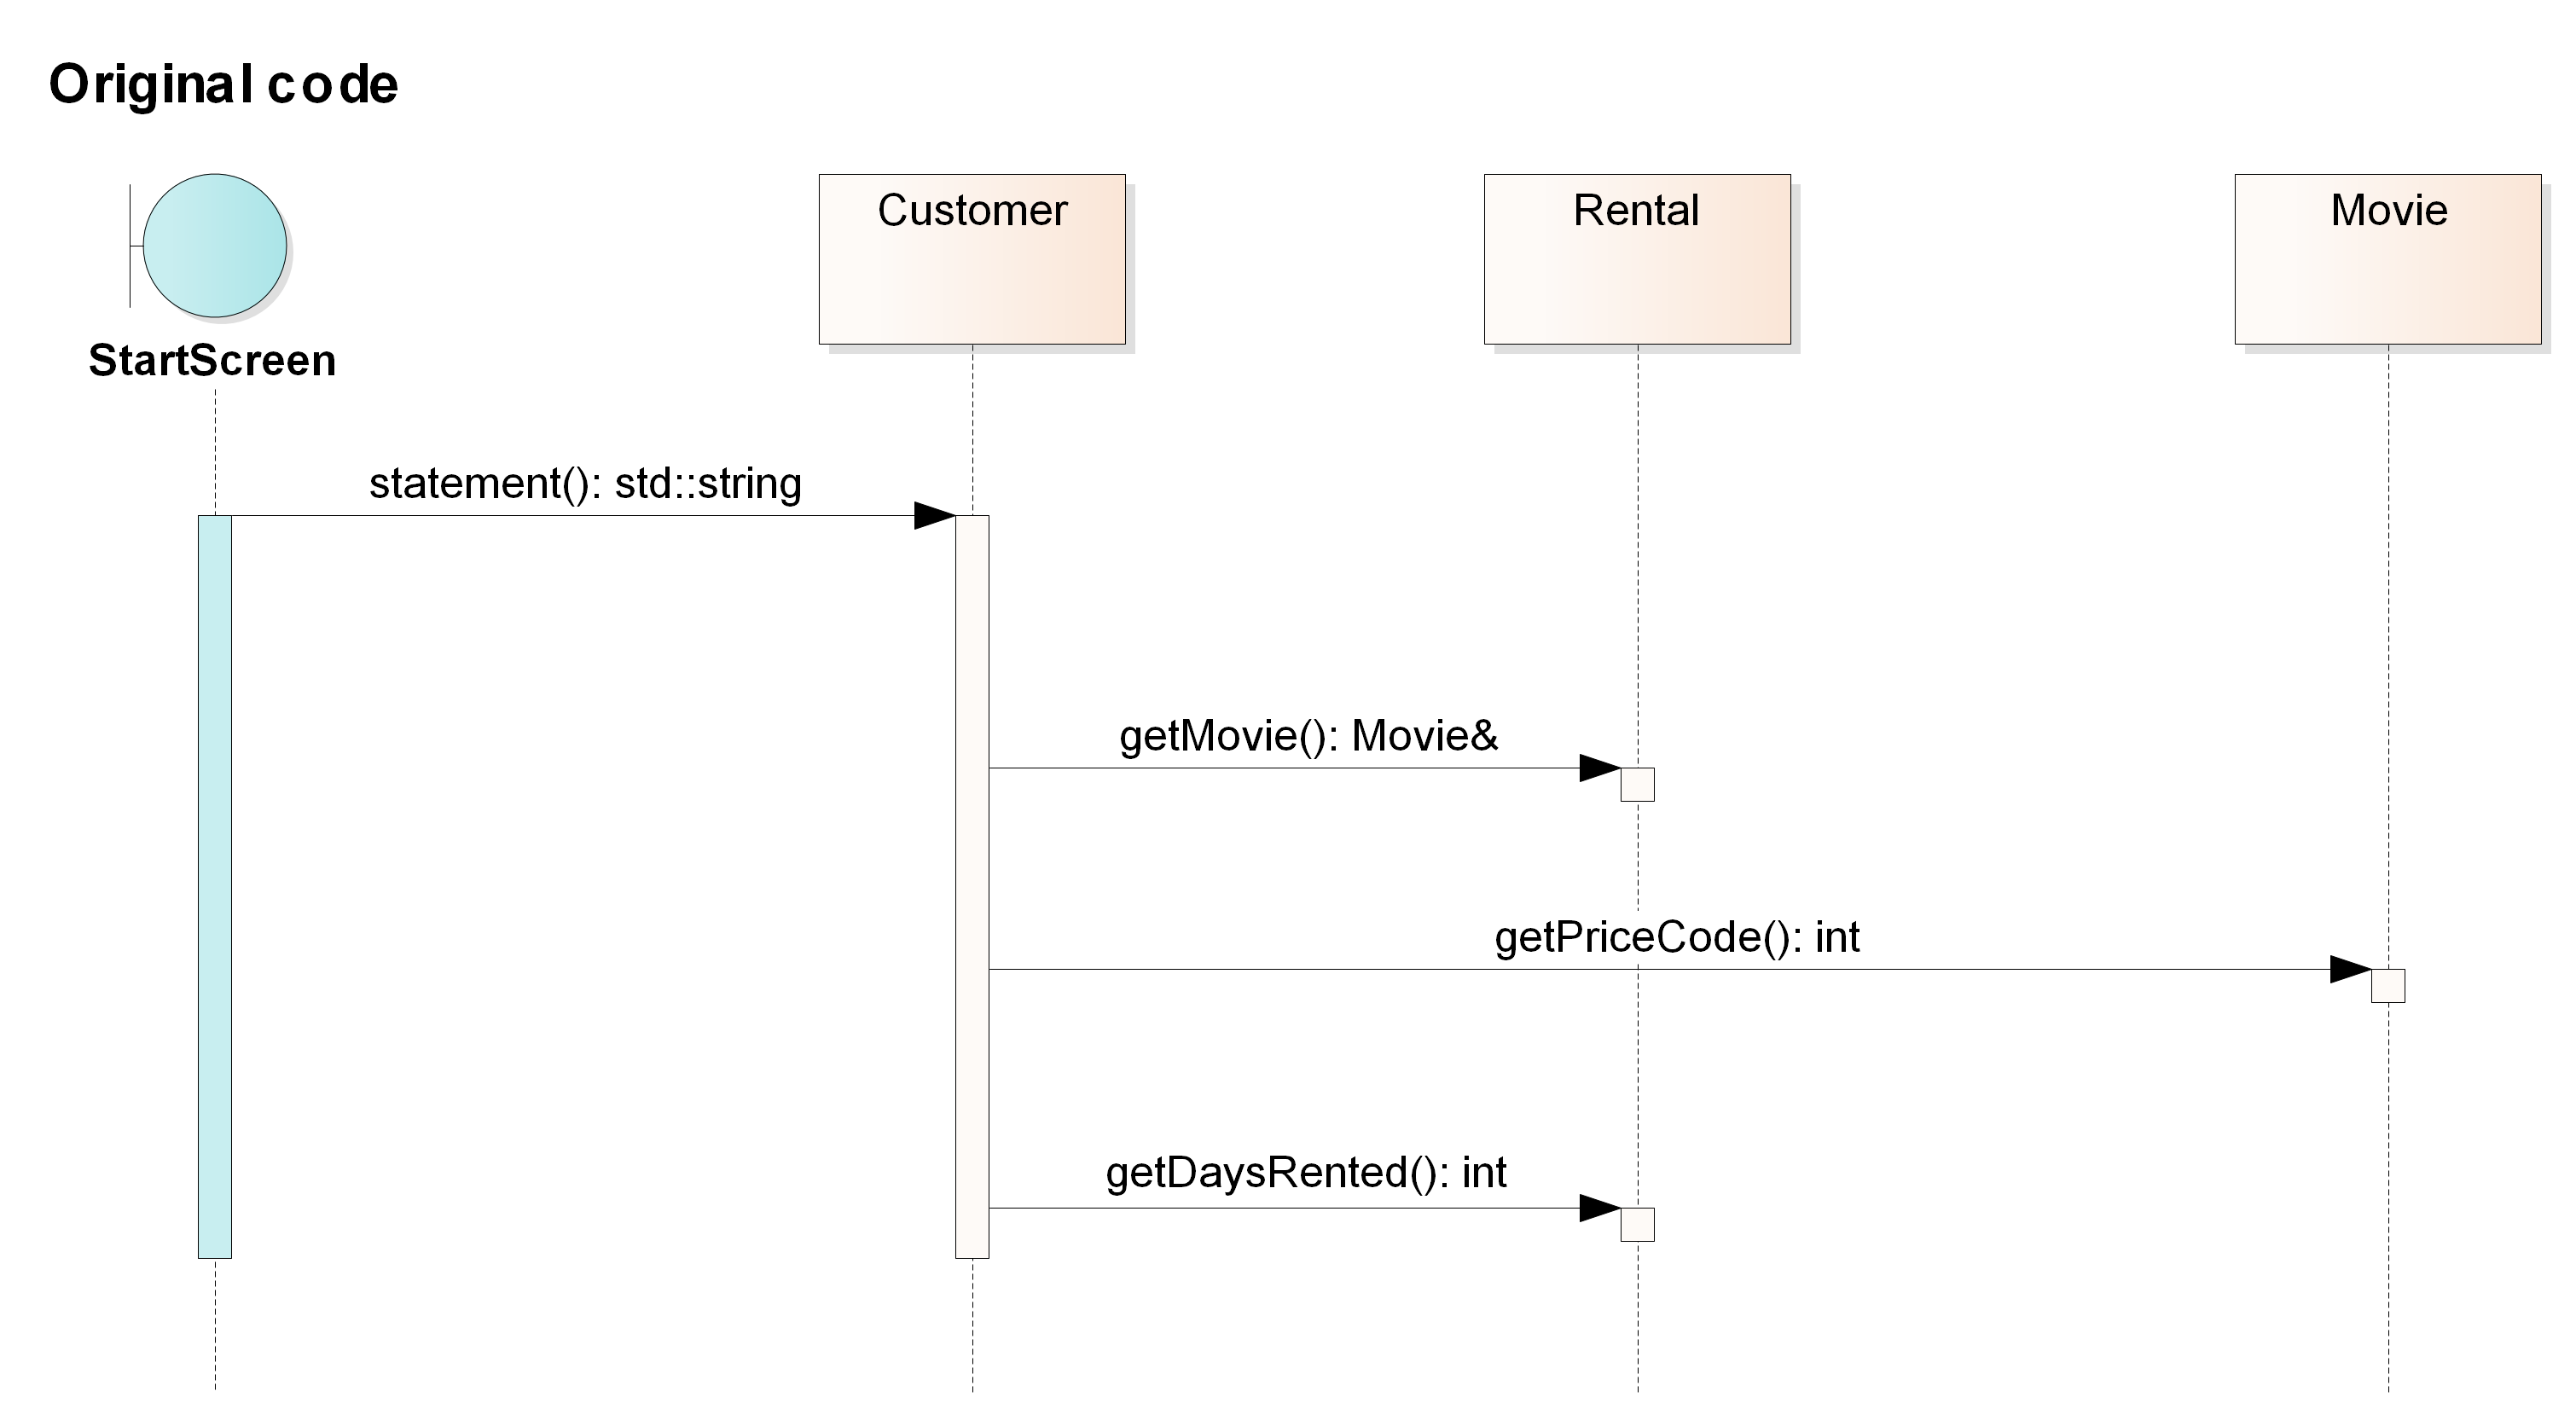 Original code
Customer
Rental
Movie
StartScreen
statement(): std::string
getMovie(): Movie&
getPriceCode(): int
getDaysRented(): int